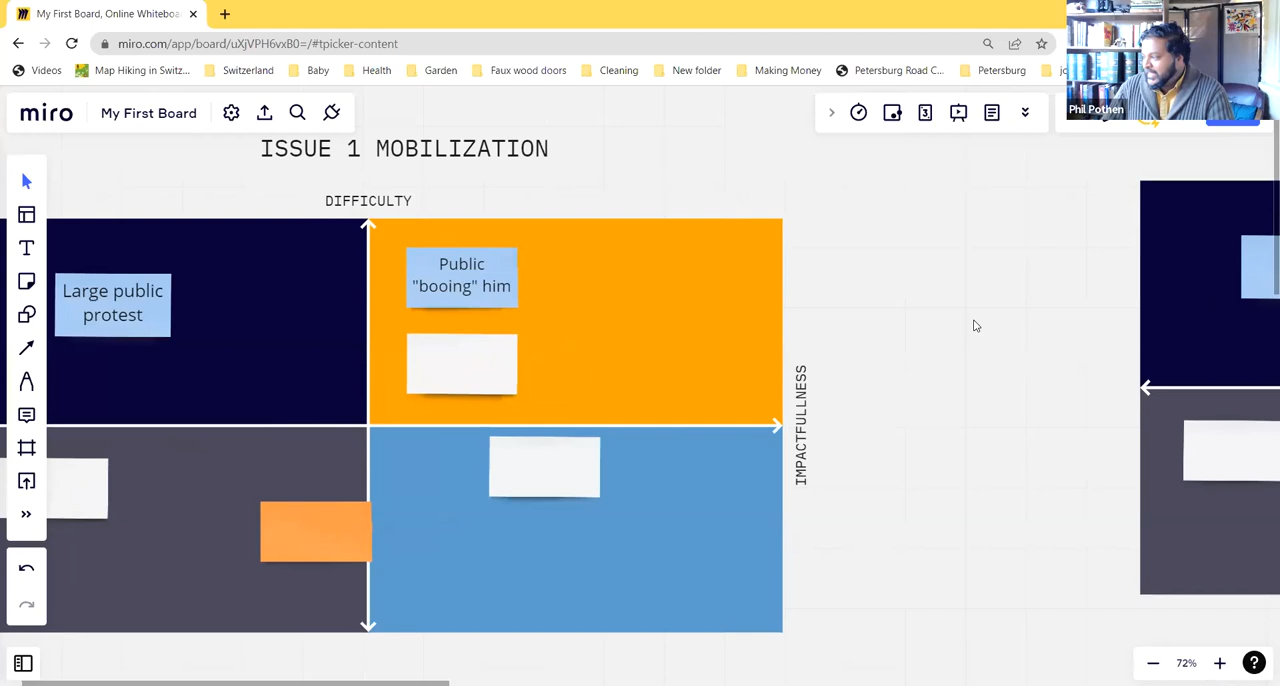 My First Board, Online Whiteboa
miro.com/app/board/uXjVPH6vxB0=/#tpicker-content
Videos
Map Hiking in Switz...
Switzerland
Baby
Health
Garden
Faux wood doors
Cleaning
New folder
Making Money
Petersburg Road C...
Petersburg
Phil Pothen
miro
My First Board
ISSUE 1 MOBILIZATION
DIFFICULTY
Large public
protest
Public
"booing" him
IMPACTFULLNESS
72%